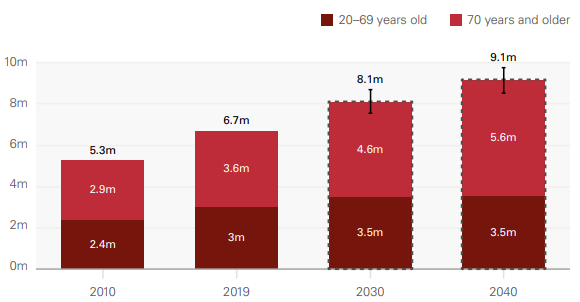 20–69 years old 70 years and older
10m
8m
6m
4m
2m
0m
5.3m
2.9m
2.4m
6.7m
3.6m
3m
8.1m
4.6m
3.5m
9.1m
5.6m
3.5m
2010 2019 2030 2040